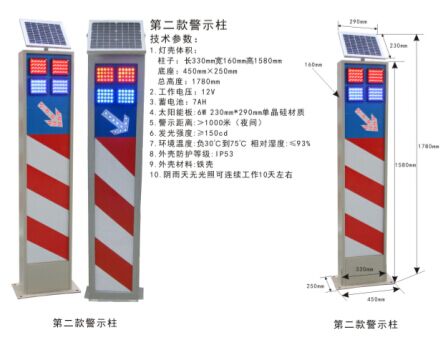 第二款警示柱
技术参数:
1.灯壳体积:
柱子: 长330mm宽160mm高1580mm
底座: 450mm×250mm
总高度: 1780mm
2.工作电压: 12V
3.蓄电池: 7AH
4.太阳能板:6W 230mm*290mm单晶硅材质
5.警示距离:>1000米（夜间）
6.发光强度:≥150cd
7.环境温度:负30℃到75℃ 相对湿度:≤93%
8.外壳防护等级:IP53
9.外壳材料:铁壳
10.阴雨天无光照可连续工作10天左右
290mm
230mm
160mm
1780mm
1580mm
330mm
250mm
450mm
第二款警示柱
第二款警示柱